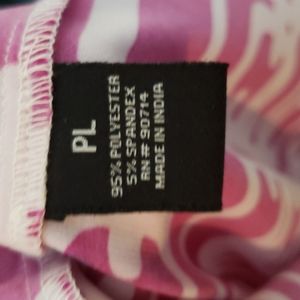 PL
95% POLYESTER
5% SPANDEX
RN# 90714
MADE IN INDIA